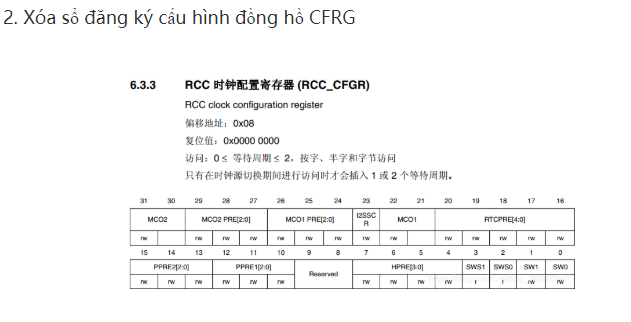 2. Xóa sổ đăng ký cấu hình đồng hồ CFRG
6.3.3 RCC 时钟配置寄存器 (RCC_CFGR)
RCC clock configuration register
偏移地址：0x08
复位值：0x0000 0000
访问：0 ≤ 等待周期 ≤ 2，按字、半字和字节访问
只有在时钟源切换期间进行访问时才会插入 1 或 2 个等待周期。
31 30 29 28 27 26 25 24 23 22 21 20 19 18 17 16
MCO2 MCO2 PRE[2:0] MCO1 PRE[2:0] I2SSC R MCO1 RTCPRE[4:0]
rw rw rw rw rw rw rw rw rw rw rw rw rw rw
15 14 13 12 11 10 9 8 7 6 5 4 3 2 1 0
PPRE2[2:0] PPRE1[2:0] Reserved HPRE[3:0] SWS1 SWS0 SW1 SW0
rw rw rw rw rw rw rw rw rw rw r r rw rw